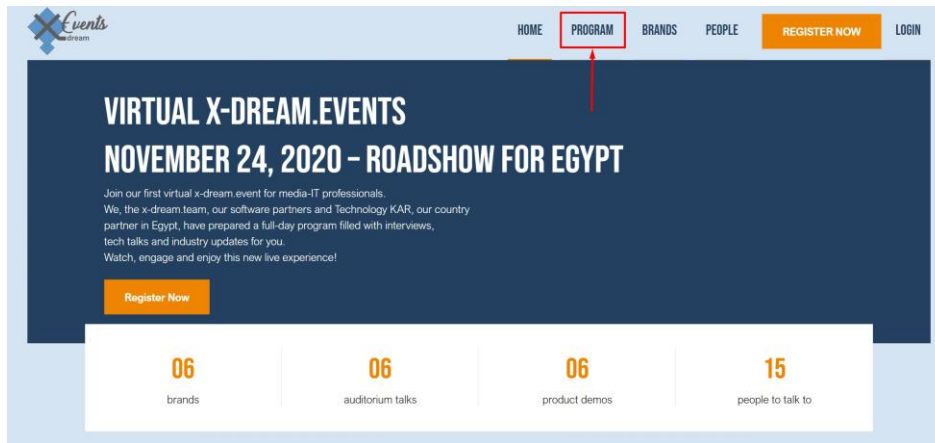 Events
dream
HOME PROGRAM BRANDS PEOPLE REGISTER NOW LOGIN
VIRTUAL X-DREAM.EVENTS
NOVEMBER 24, 2020 – ROADSHOW FOR EGYPT
Join our first virtual x-dream.event for media-IT professionals.
We, the x-dream.team, our software partners and Technology KAR, our country
partner in Egypt, have prepared a full-day program filled with interviews,
tech talks and industry updates for you.
Watch, engage and enjoy this new live experience!
Register Now
06 06 06 15
brands auditorium talks product demos people to talk to